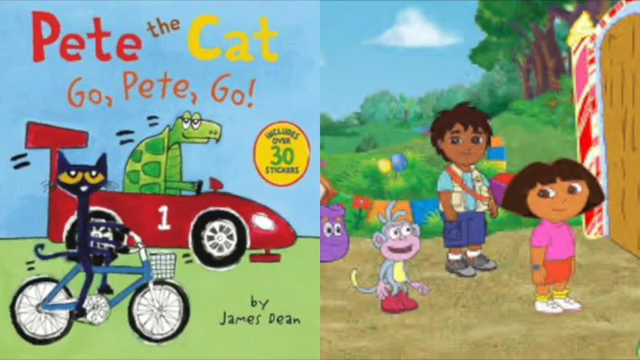 Pete the Cat
Go, Pete, Go!
INCLUDES
OVER
30
STICKERS
1
by
James Dean